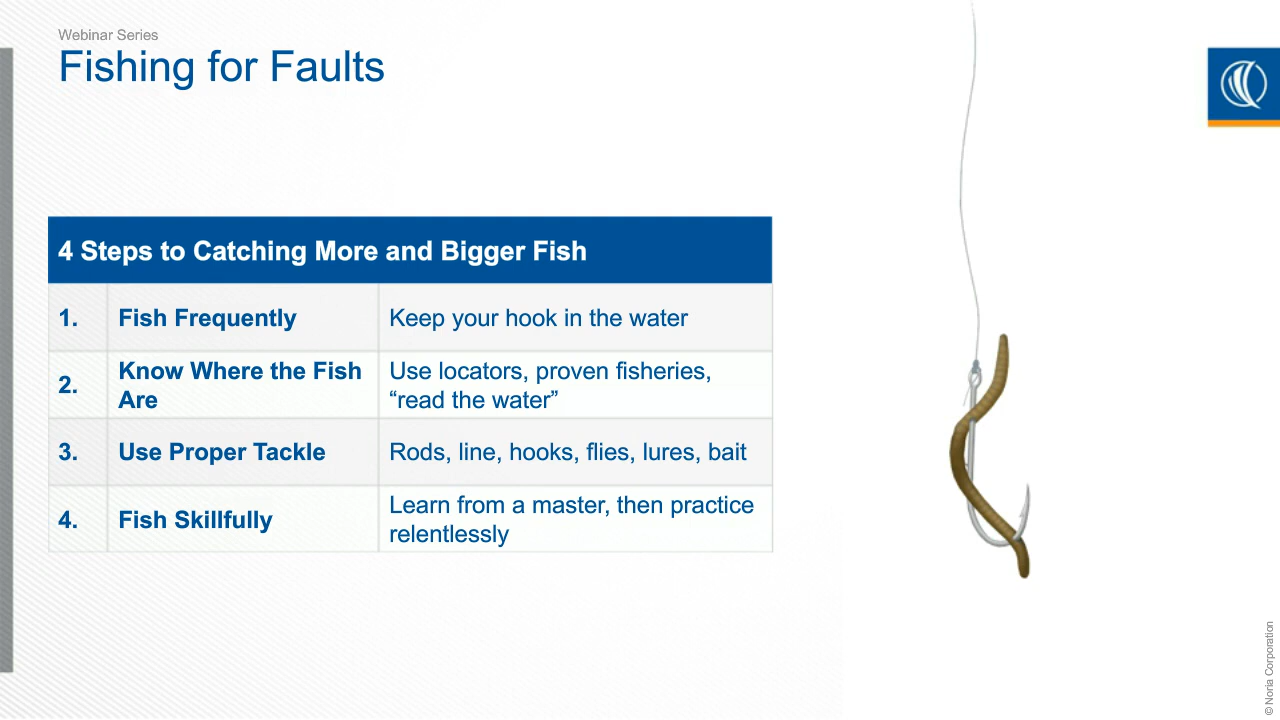 Webinar Series
Fishing for Faults
4 Steps to Catching More and Bigger Fish
1. Fish Frequently Keep your hook in the water
2. Know Where the Fish Are Use locators, proven fisheries, “read the water”
3. Use Proper Tackle Rods, line, hooks, flies, lures, bait
4. Fish Skillfully Learn from a master, then practice relentlessly
© Noria Corporation